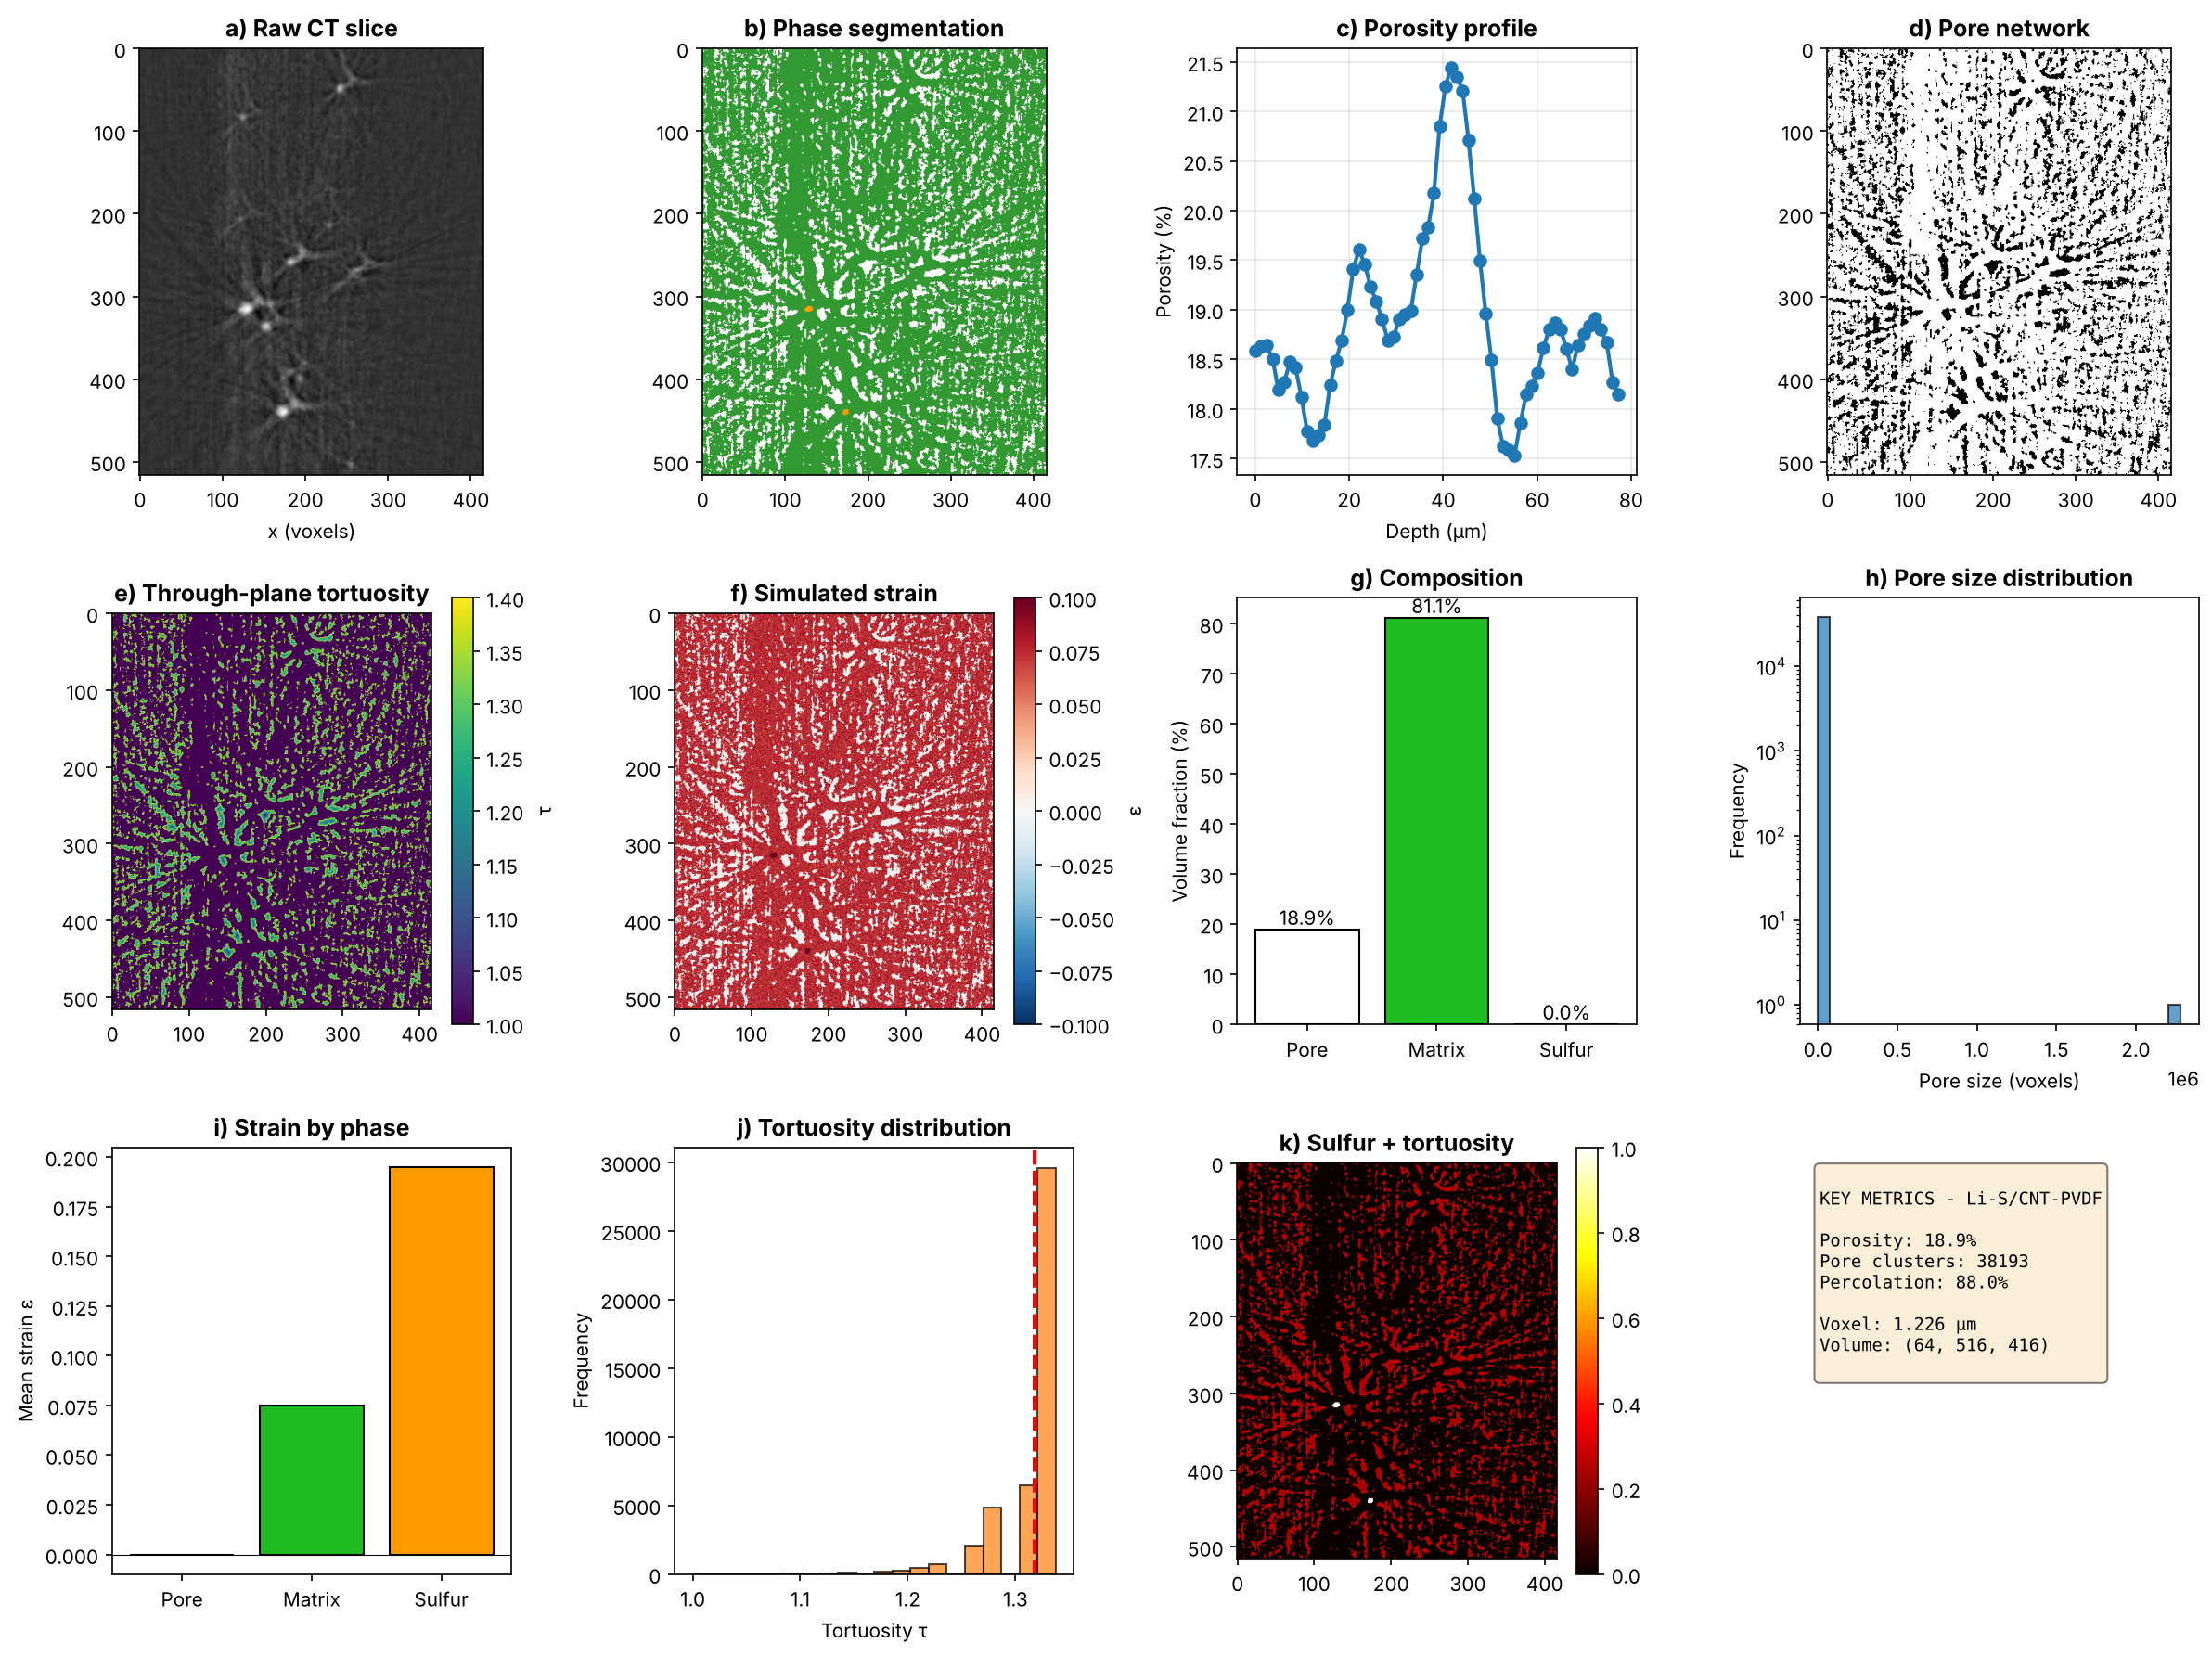 a) Raw CT slice
0
100
200
300
400
500
0 100 200 300 400
x (voxels)
b) Phase segmentation
0
100
200
300
400
500
0 100 200 300 400
c) Porosity profile
Porosity (%)
21.5
21.0
20.5
20.0
19.5
19.0
18.5
18.0
17.5
0 20 40 60 80
Depth (µm)
d) Pore network
0
100
200
300
400
500
0 100 200 300 400
e) Through-plane tortuosity
0
100
200
300
400
500
0 100 200 300 400
1.40
1.35
1.30
1.25
1.20
1.15
1.10
1.05
1.00
τ
f) Simulated strain
0
100
200
300
400
500
0 100 200 300 400
0.100
0.075
0.050
0.025
0.000
−0.025
−0.050
−0.075
−0.100
ε
g) Composition
Volume fraction (%)
80
70
60
50
40
30
20
10
0
18.9%
81.1%
0.0%
Pore Matrix Sulfur
h) Pore size distribution
Frequency
10⁴
10³
10²
10¹
10⁰
0.0 0.5 1.0 1.5 2.0
1e6
Pore size (voxels)
i) Strain by phase
Mean strain ε
0.200
0.175
0.150
0.125
0.100
0.075
0.050
0.025
0.000
Pore Matrix Sulfur
j) Tortuosity distribution
Frequency
30000
25000
20000
15000
10000
5000
0
1.0 1.1 1.2 1.3
Tortuosity τ
k) Sulfur + tortuosity
0
100
200
300
400
500
0 100 200 300 400
1.0
0.8
0.6
0.4
0.2
0.0
KEY METRICS - Li-S/CNT-PVDF
Porosity: 18.9%
Pore clusters: 38193
Percolation: 88.0%
Voxel: 1.226 µm
Volume: (64, 516, 416)